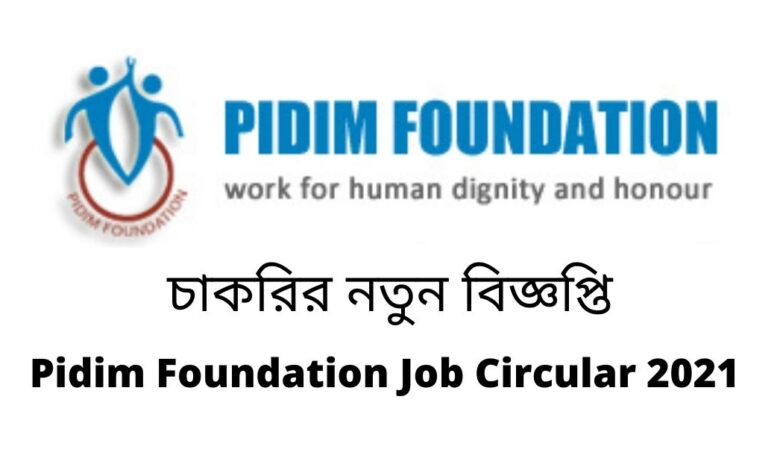 PIDIM FOUNDATION
work for human dignity and honour
PIDIM FOUNDATION
চাকরির নতুন বিজ্ঞপ্তি
Pidim Foundation Job Circular 2021